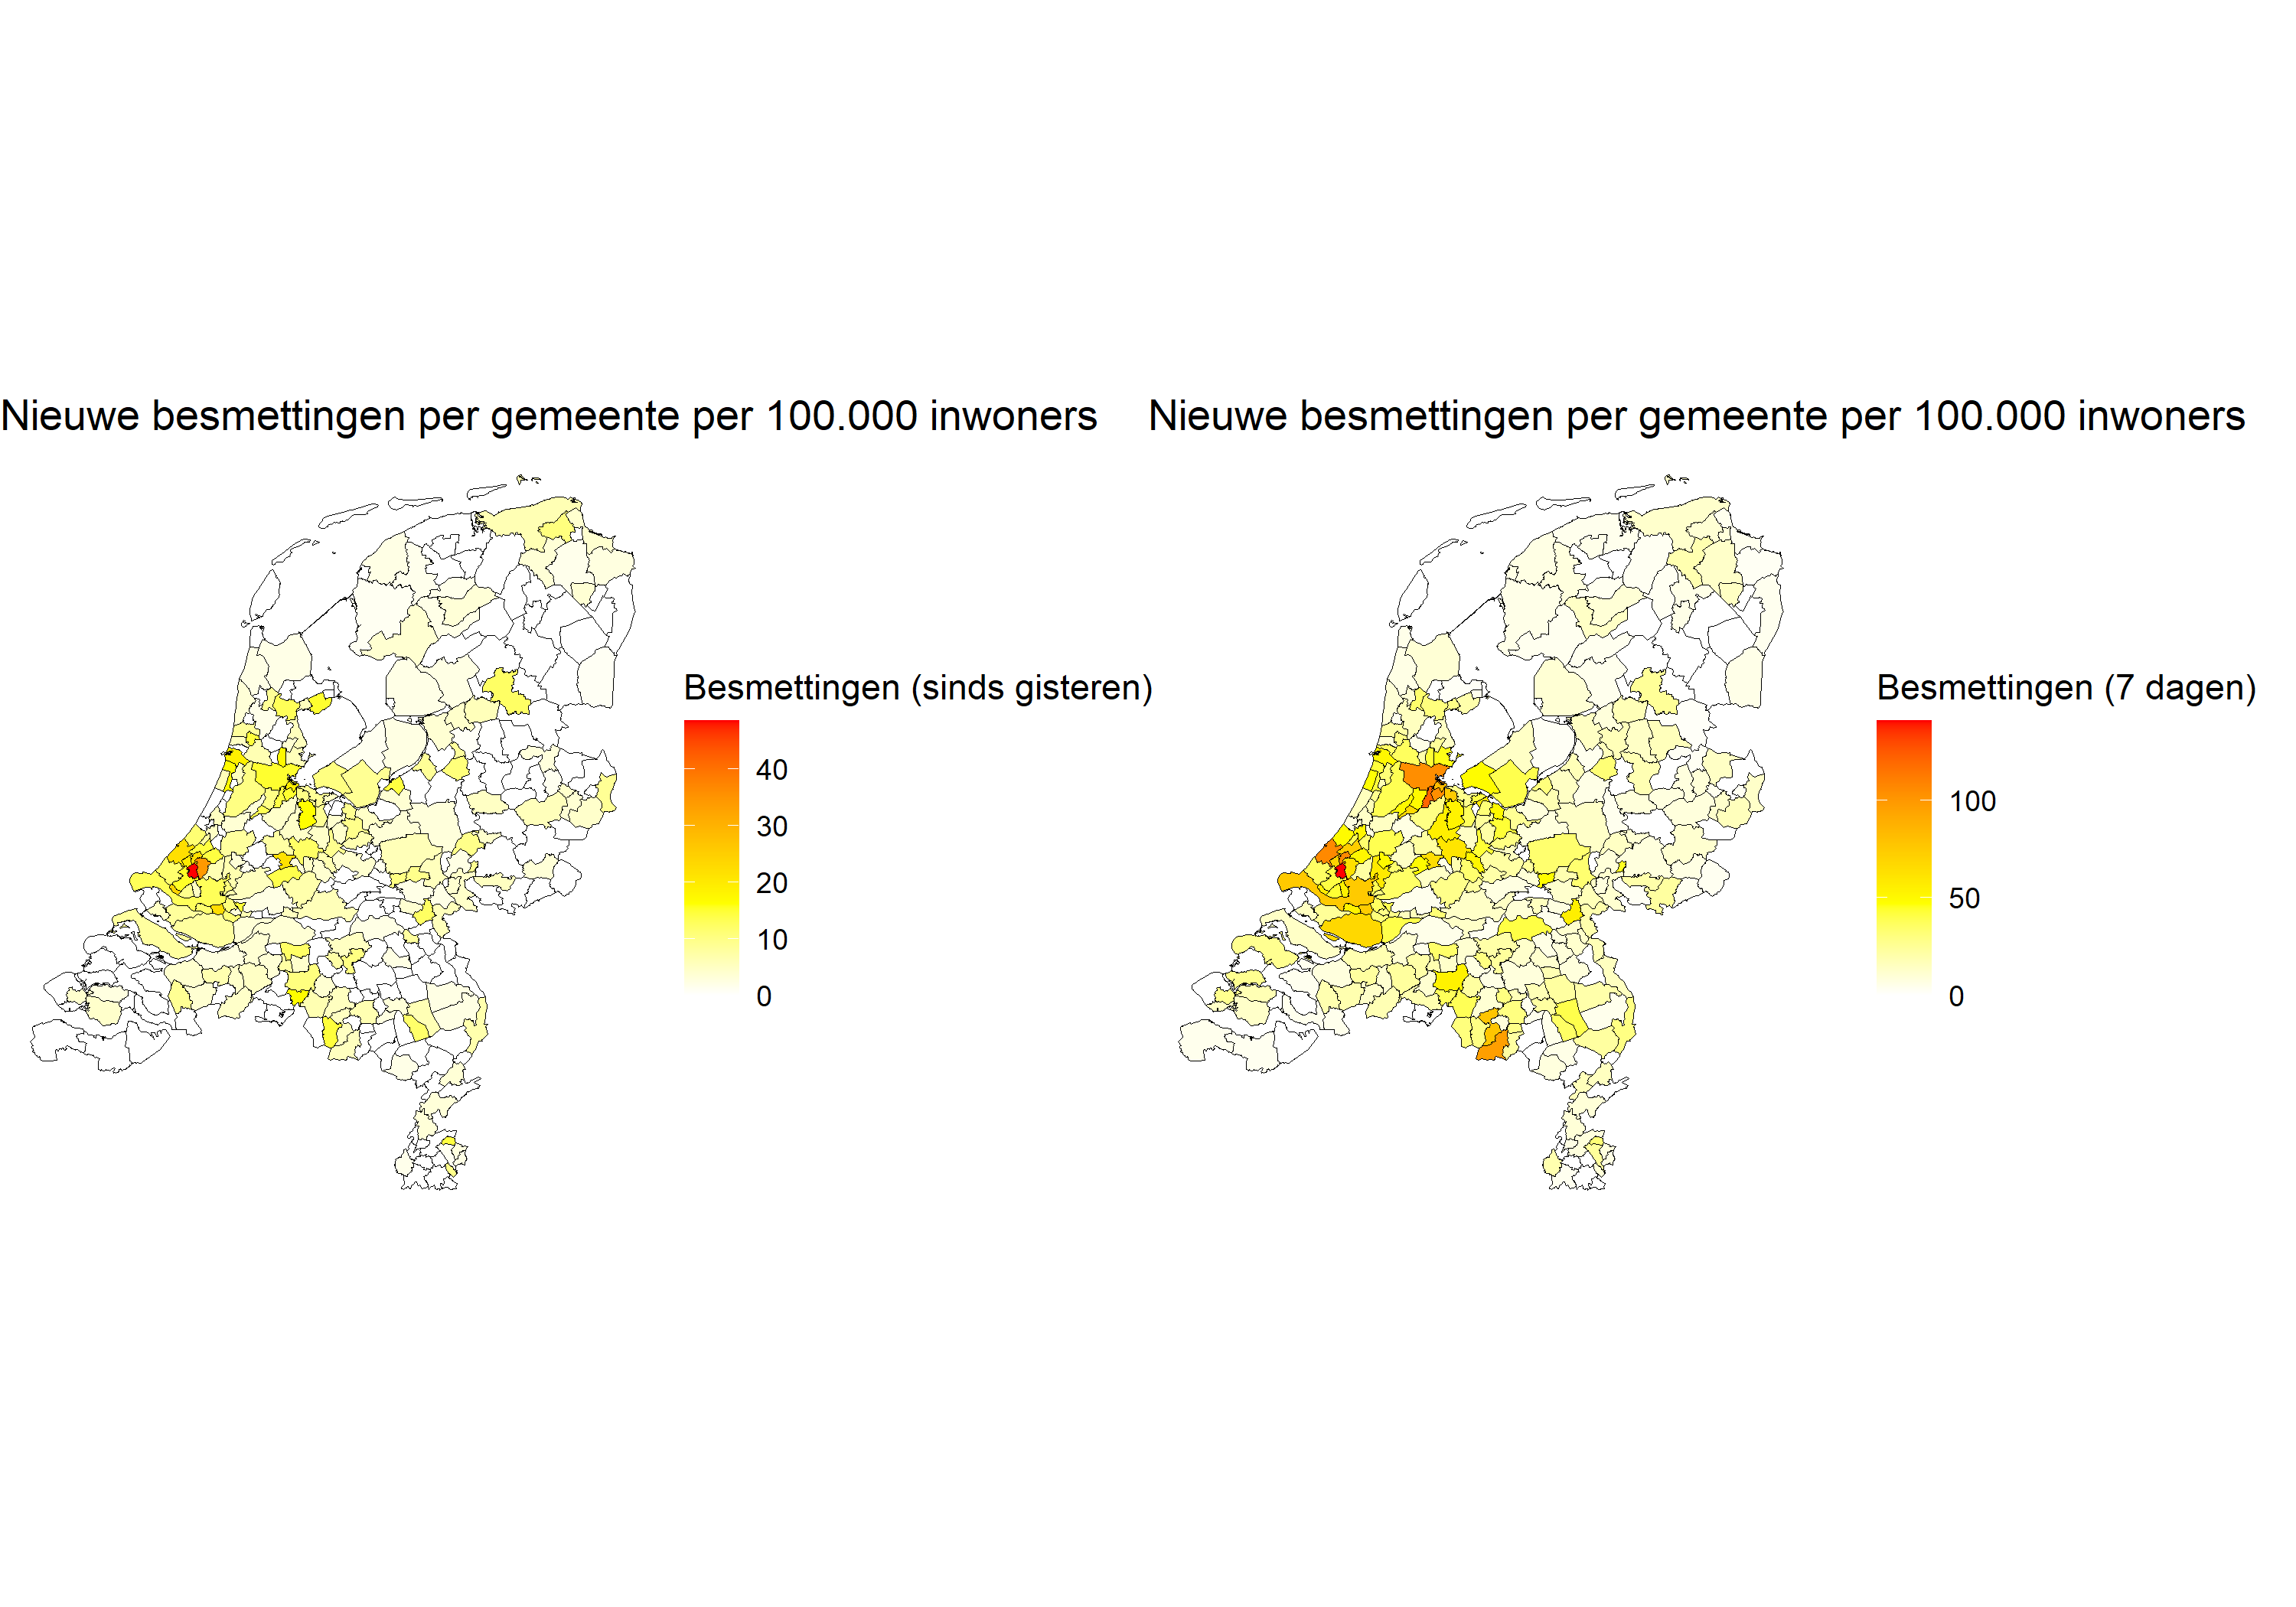 Nieuwe besmettingen per gemeente per 100.000 inwoners
Besmettingen (sinds gisteren)
40
30
20
10
0
Nieuwe besmettingen per gemeente per 100.000 inwoners
Besmettingen (7 dagen)
100
50
0